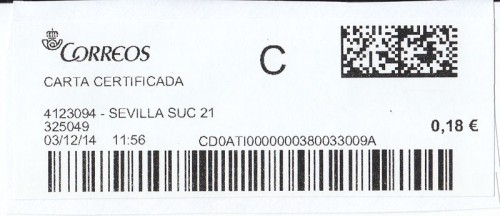 CORREOS
C
CARTA CERTIFICADA
4123094 - SEVILLA SUC 21
325049
0,18 €
03/12/14 11:56 CD0ATI0000000380033009A